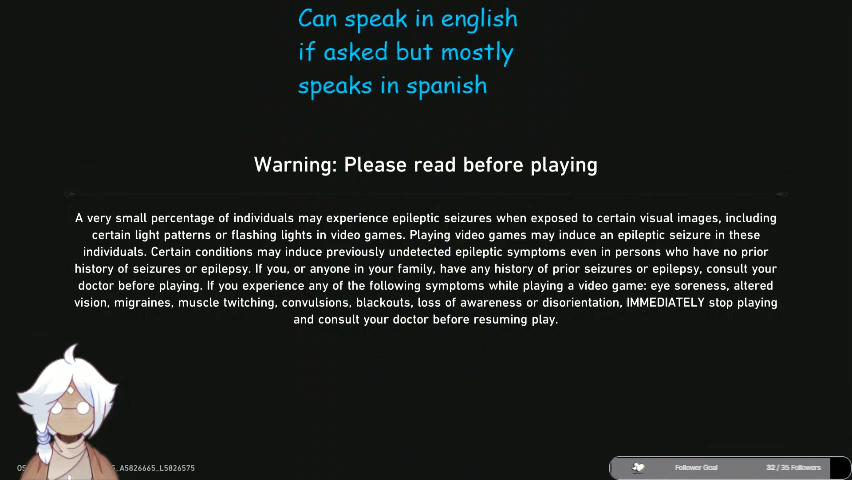 Can speak in english
if asked but mostly
speaks in spanish
Warning: Please read before playing
A very small percentage of individuals may experience epileptic seizures when exposed to certain visual images, including
certain light patterns or flashing lights in video games. Playing video games may induce an epileptic seizure in these
individuals. Certain conditions may induce previously undetected epileptic symptoms even in persons who have no prior
history of seizures or epilepsy. If you, or anyone in your family, have any history of prior seizures or epilepsy, consult your
doctor before playing. If you experience any of the following symptoms while playing a video game: eye soreness, altered
vision, migraines, muscle twitching, convulsions, blackouts, loss of awareness or disorientation, IMMEDIATELY stop playing
and consult your doctor before resuming play.
_A5826665_L5826575
Follower Goal
32 / 35 Followers